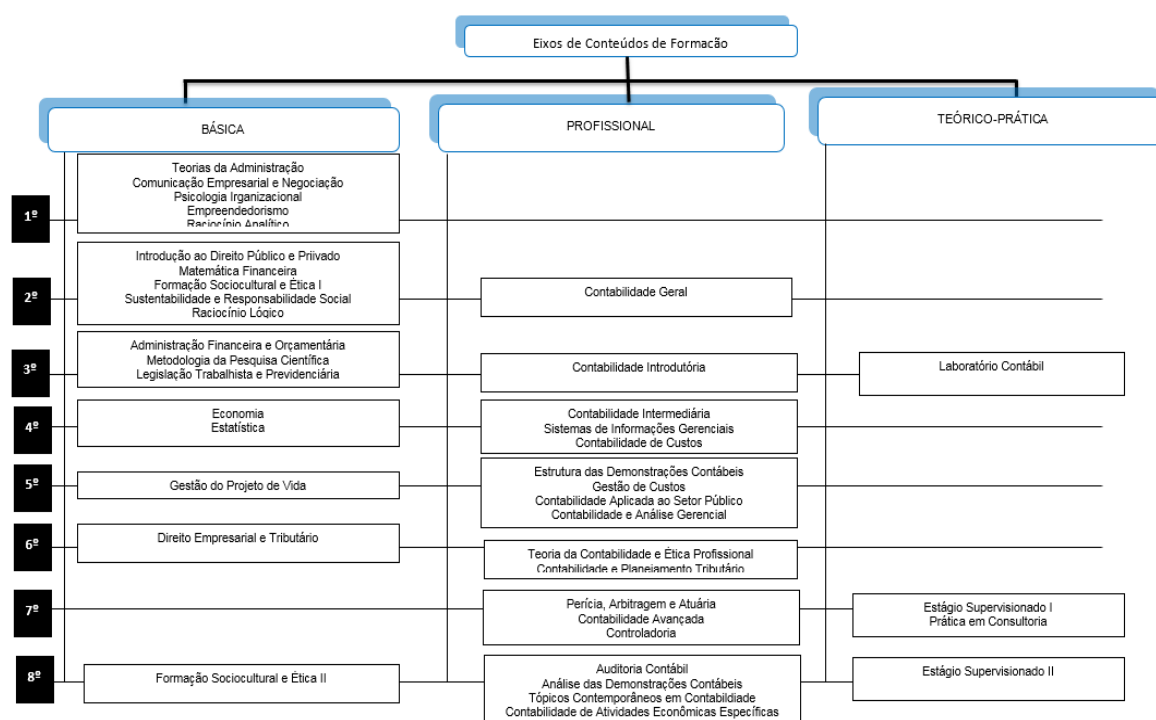 Eixos de Conteúdos de Formacão
BÁSICA
PROFISSIONAL
TEÓRICO-PRÁTICA
1º
Teorias da Administração
Comunicação Empresarial e Negociação
Psicologia Irganizacional
Empreendedorismo
Raciocínio Analítico
2º
Introdução ao Direito Público e Priivado
Matemática Financeira
Formação Sociocultural e Ética I
Sustentabilidade e Responsabilidade Social
Raciocínio Lógico
Contabilidade Geral
3º
Administração Financeira e Orçamentária
Metodologia da Pesquisa Científica
Legislação Trabalhista e Previdenciária
Contabilidade Introdutória
Laboratório Contábil
4º
Economia
Estatística
Contabilidade Intermediária
Sistemas de Informações Gerenciais
Contabilidade de Custos
5º
Gestão do Projeto de Vida
Estrutura das Demonstrações Contábeis
Gestão de Custos
Contabilidade Aplicada ao Setor Público
Contabilidade e Análise Gerencial
6º
Direito Empresarial e Tributário
Teoria da Contabilidade e Ética Profissional
Contabilidade e Planejamento Tributário
7º
Perícia, Arbitragem e Atuária
Contabilidade Avançada
Controladoria
Estágio Supervisionado I
Prática em Consultoria
8º
Formação Sociocultural e Ética II
Auditoria Contábil
Análise das Demonstrações Contábeis
Tópicos Contemporâneos em Contabildiade
Contabilidade de Atividades Econômicas Específicas
Estágio Supervisionado II